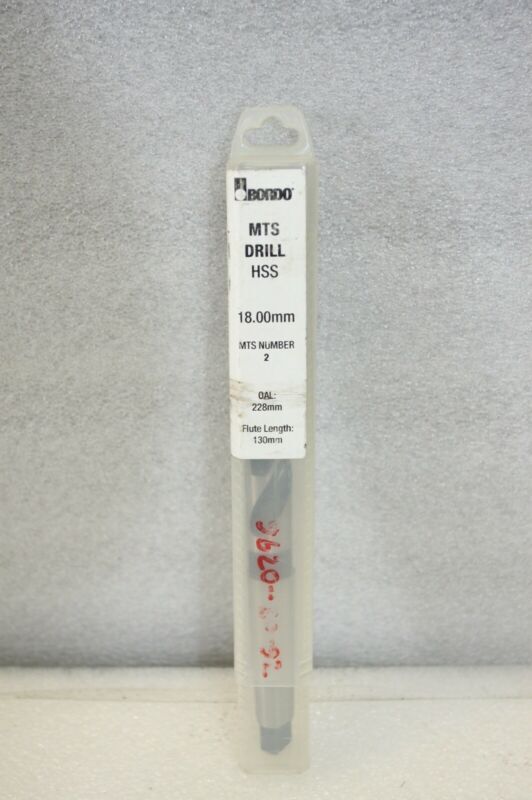 BORDO
MTS
DRILL
HSS
18.00mm
MTS NUMBER
2
OAL:
228mm
Flute Length:
130mm